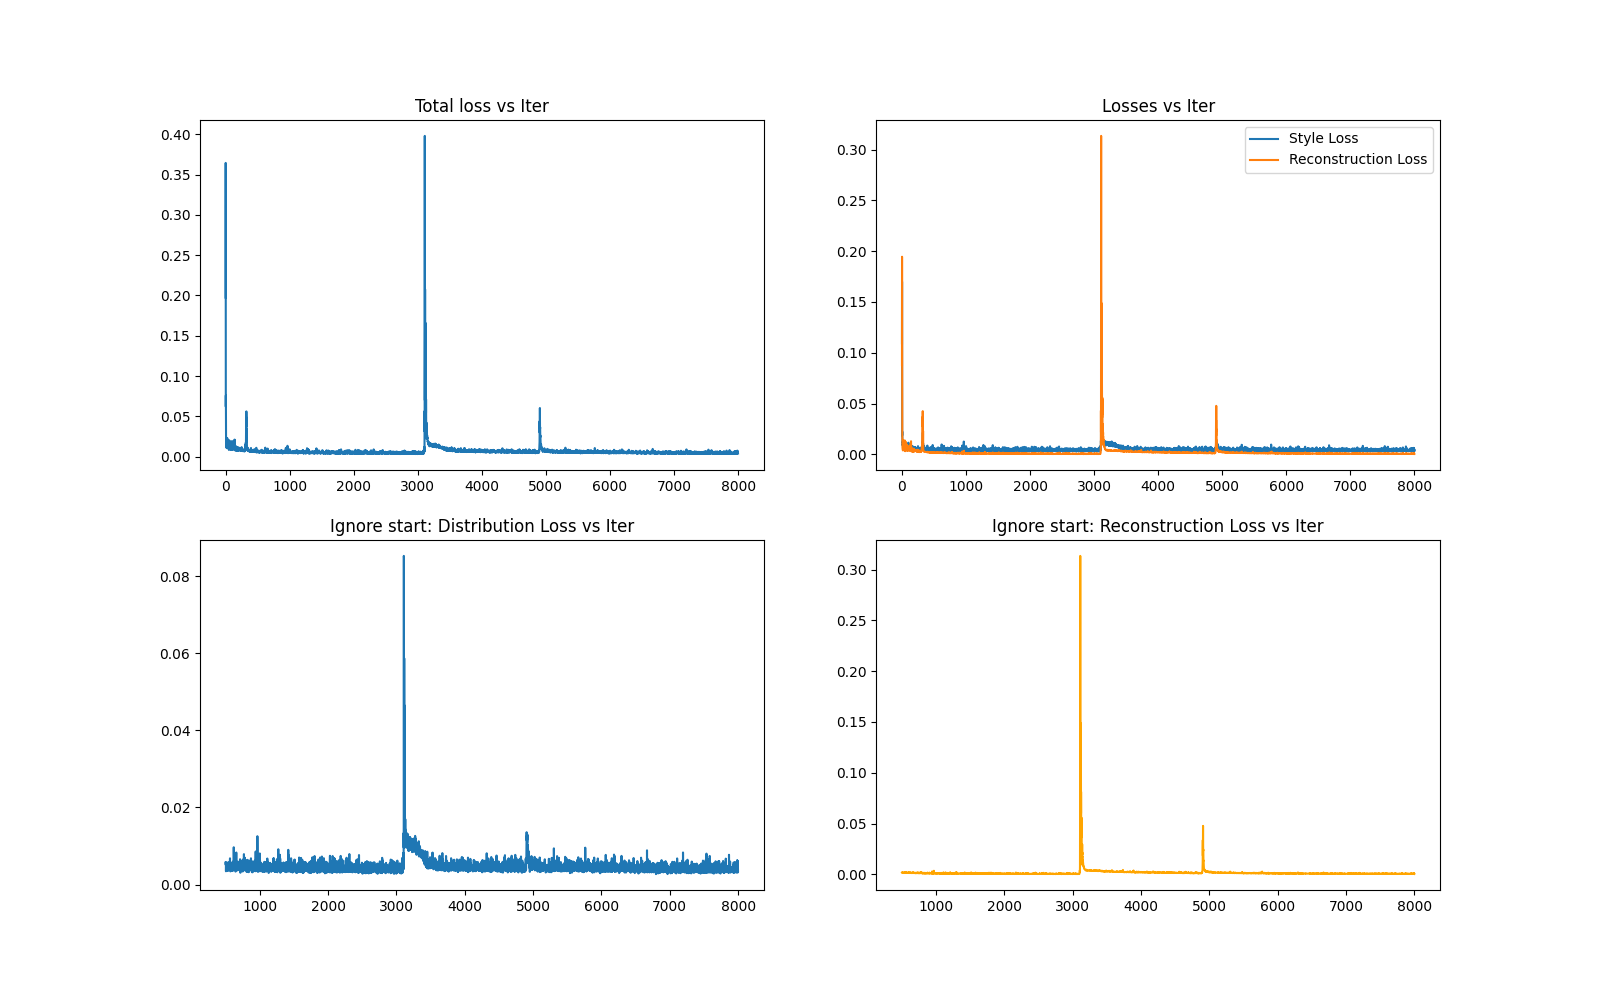 Total loss vs Iter
0.40
0.35
0.30
0.25
0.20
0.15
0.10
0.05
0.00
0 1000 2000 3000 4000 5000 6000 7000 8000
Losses vs Iter
Style Loss
Reconstruction Loss
0.30
0.25
0.20
0.15
0.10
0.05
0.00
0 1000 2000 3000 4000 5000 6000 7000 8000
Ignore start: Distribution Loss vs Iter
0.08
0.06
0.04
0.02
0.00
1000 2000 3000 4000 5000 6000 7000 8000
Ignore start: Reconstruction Loss vs Iter
0.30
0.25
0.20
0.15
0.10
0.05
0.00
1000 2000 3000 4000 5000 6000 7000 8000